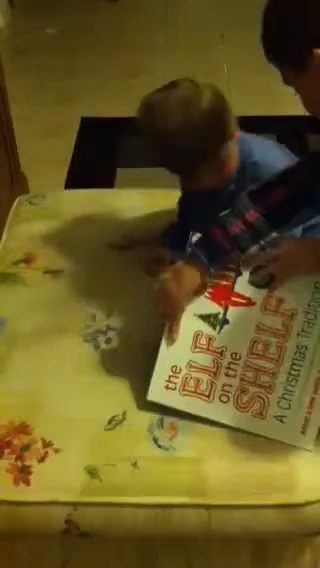 the
ELF
on the
SHELF
A Christmas Tradition